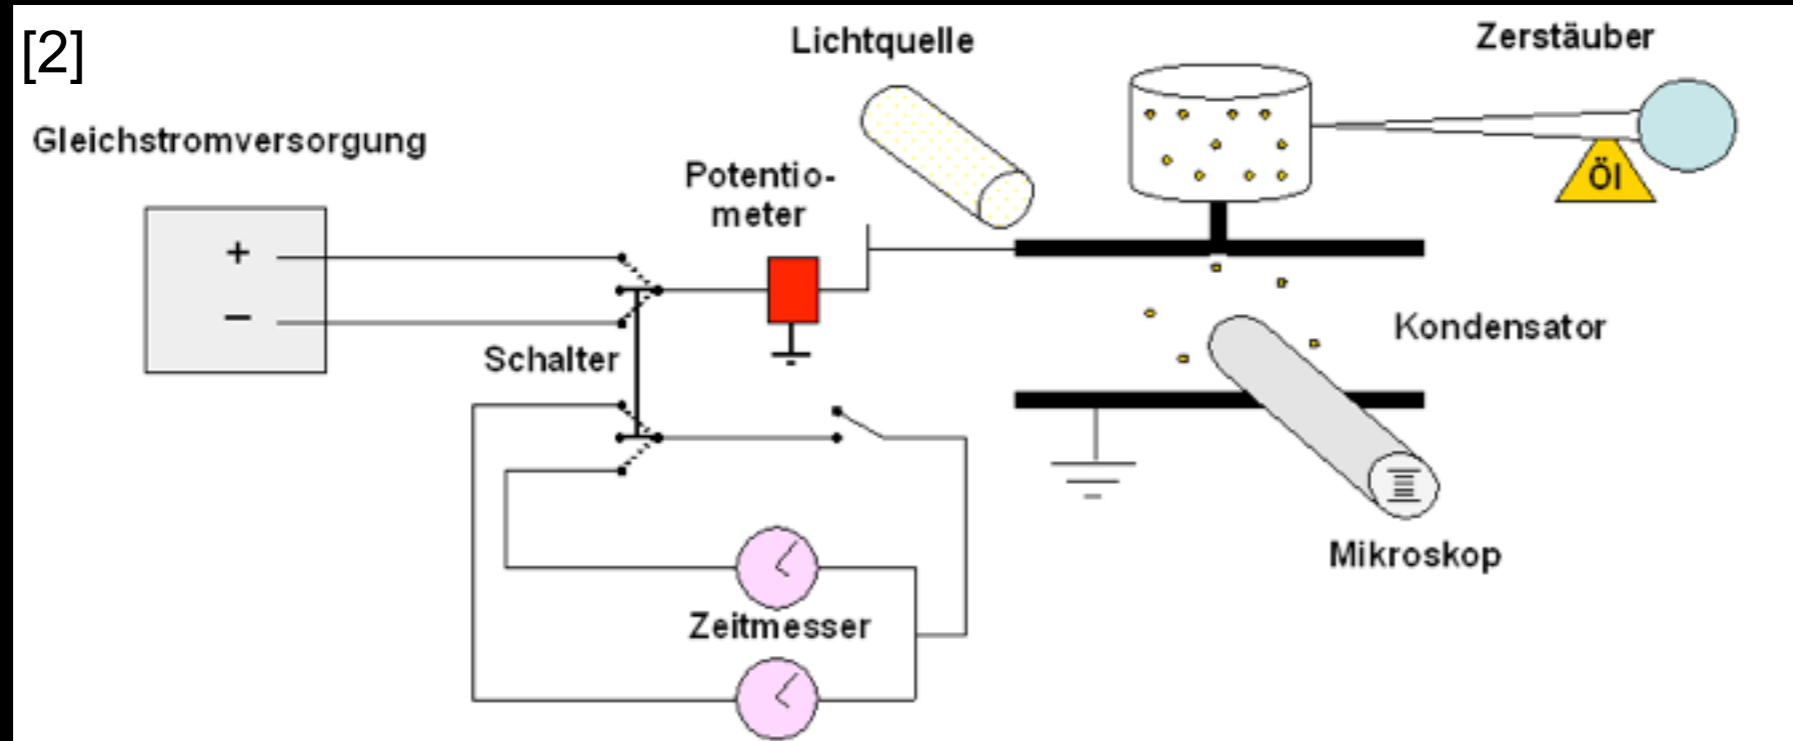 [2]
Lichtquelle
Zerstäuber
Gleichstromversorgung
Potentio-
meter
Öl
+
–
Kondensator
Schalter
Mikroskop
Zeitmesser